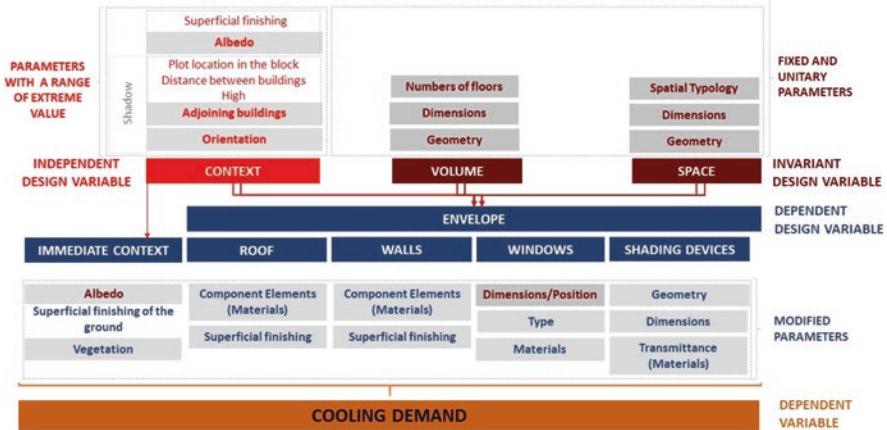 Superficial finishing
Albedo
PARAMETERS
WITH A RANGE
OF EXTREME
VALUE
Shadow
Plot location in the block
Distance between buildings
High
Adjoining buildings
Orientation
Numbers of floors
Dimensions
Geometry
Spatial Typology
Dimensions
Geometry
FIXED AND
UNITARY
PARAMETERS
INDEPENDENT
DESIGN VARIABLE
CONTEXT
VOLUME
SPACE
INVARIANT
DESIGN VARIABLE
ENVELOPE
DEPENDENT
DESIGN VARIABLE
IMMEDIATE CONTEXT
ROOF
WALLS
WINDOWS
SHADING DEVICES
Albedo
Superficial finishing of the
ground
Vegetation
Component Elements
(Materials)
Superficial finishing
Component Elements
(Materials)
Superficial finishing
Dimensions/Position
Type
Materials
Geometry
Dimensions
Transmittance
(Materials)
MODIFIED
PARAMETERS
COOLING DEMAND
DEPENDENT
VARIABLE